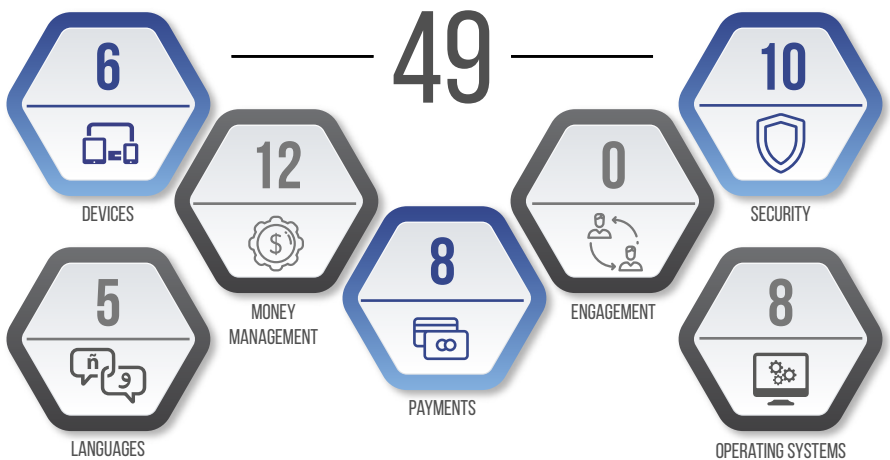 49
6
DEVICES
12
MONEY
MANAGEMENT
8
PAYMENTS
0
ENGAGEMENT
10
SECURITY
5
ñ
و
LANGUAGES
$
8
OPERATING SYSTEMS